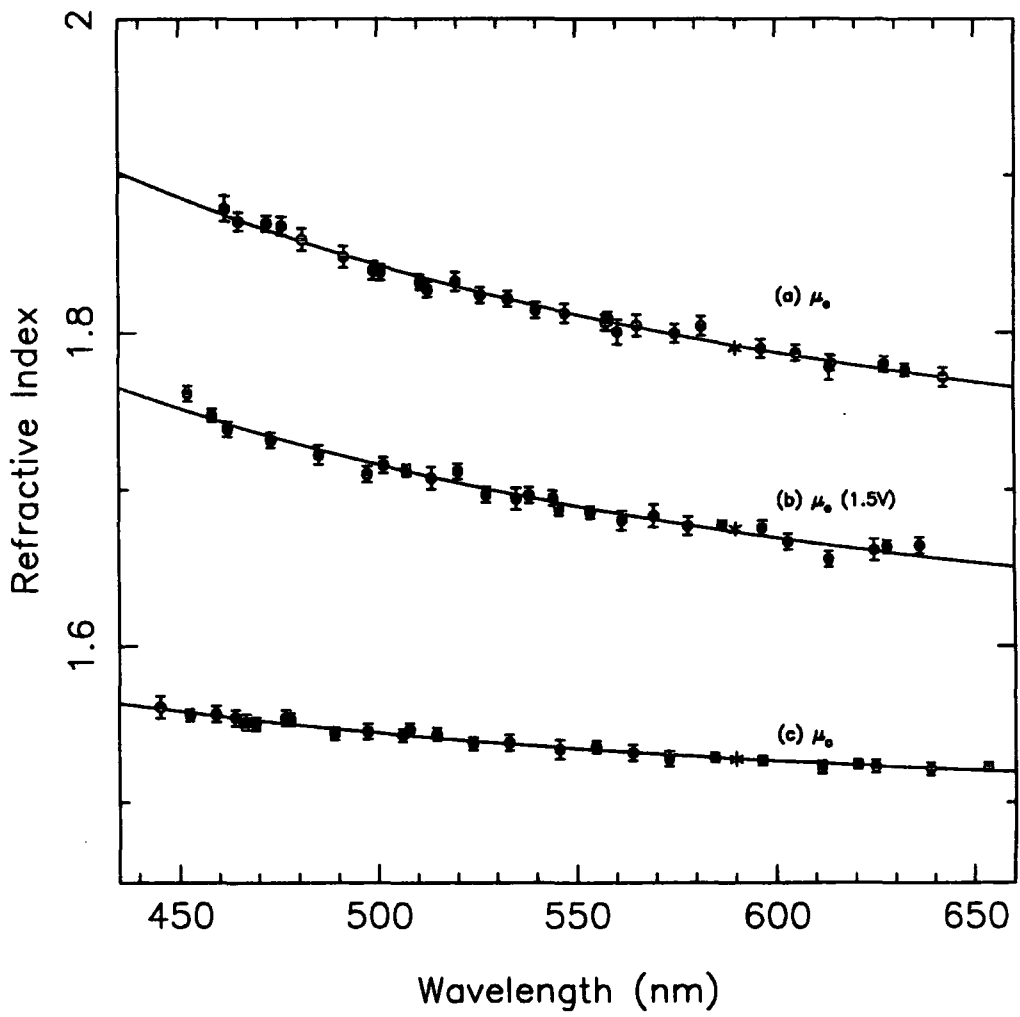 2
1.8
1.6
Refractive Index
(a) μₑ
(b) μₑ (1.5V)
(c) μₒ
450 500 550 600 650
Wavelength (nm)